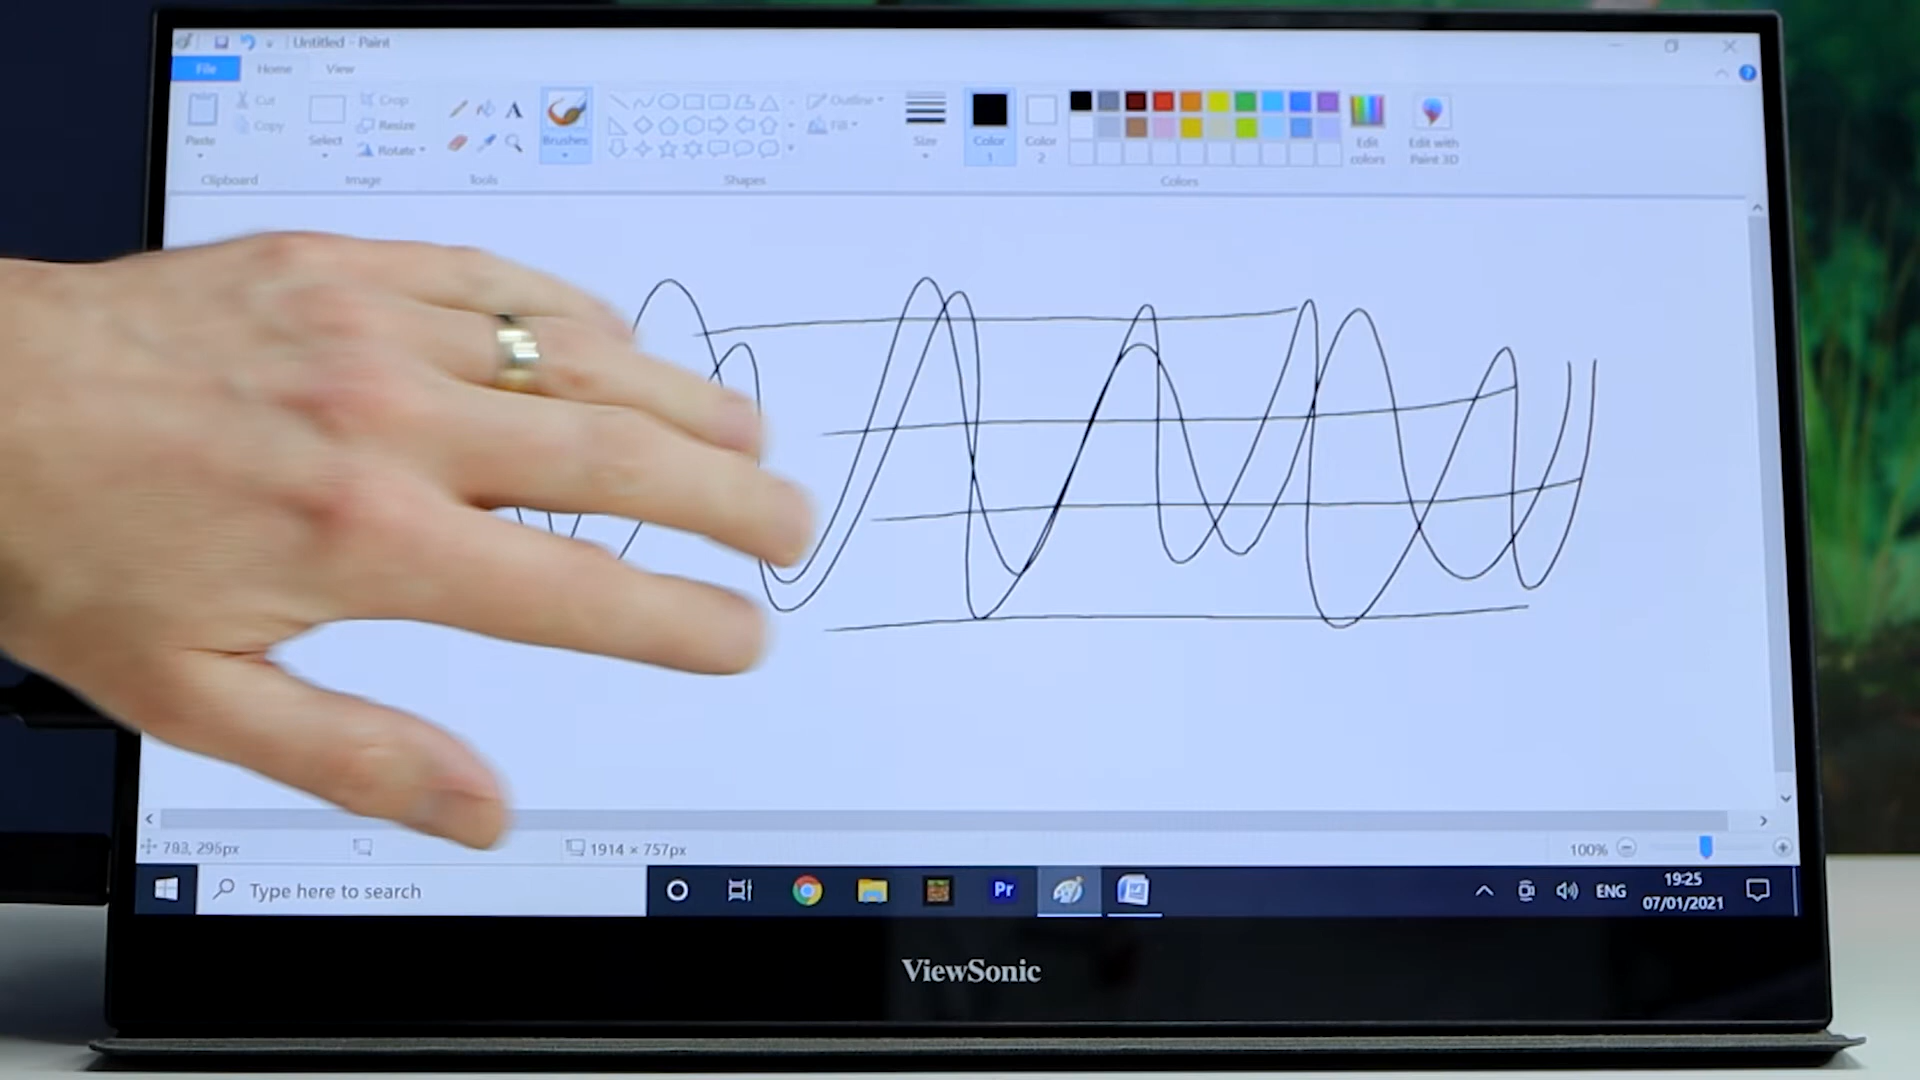 Untitled - Paint
File Home View
Paste
Cut
Copy
Clipboard
Select
Crop
Resize
Rotate
Image
A
Tools
Brushes
Outline
Fill
Shapes
Size
Color 1
Color 2
Colors
Edit colors
Edit with Paint 3D
783, 295px
1914 × 757px
100%
Type here to search
Pr
ENG
19:25
07/01/2021
ViewSonic